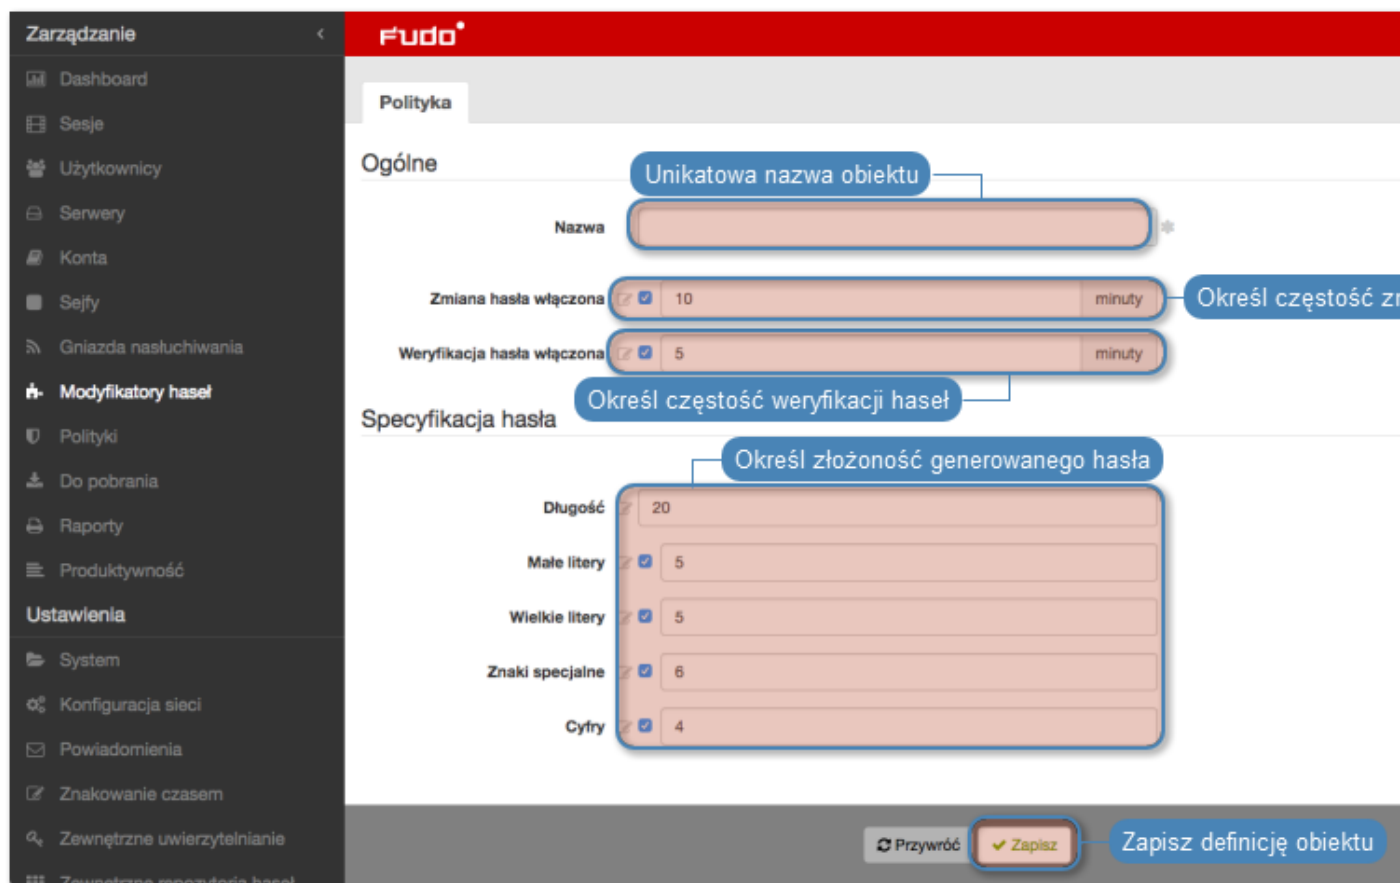 Zarządzanie
Dashboard
Sesje
Użytkownicy
Serwery
Konta
Sejfy
Gniazda nasłuchiwania
Modyfikatory haseł
Polityki
Do pobrania
Raporty
Produktywność
Ustawienia
System
Konfiguracja sieci
Powiadomienia
Znakowanie czasem
Zewnętrzne uwierzytelnianie
Zewnętrzne repozytoria haseł
FUDO
Polityka
Ogólne
Unikatowa nazwa obiektu
Nazwa
Zmiana hasła włączona 10 minuty
Określ częstość
Weryfikacja hasła włączona 5 minuty
Określ częstość weryfikacji haseł
Specyfikacja hasła
Określ złożoność generowanego hasła
Długość 20
Małe litery 5
Wielkie litery 5
Znaki specjalne 6
Cyfry 4
Przywróć
Zapisz
Zapisz definicję obiektu